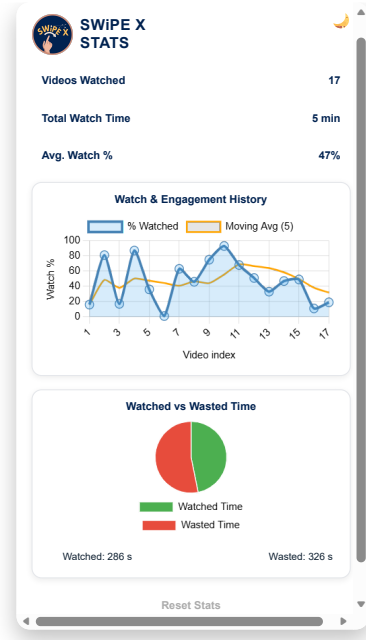 SWiPE X
SWiPE X
STATS
Videos Watched 17
Total Watch Time 5 min
Avg. Watch % 47%
Watch & Engagement History
% Watched Moving Avg (5)
Watch %
100
80
60
40
20
0
1 3 5 7 9 11 13 15 17
Video index
Watched vs Wasted Time
Watched Time
Wasted Time
Watched: 286 s Wasted: 326 s
Reset Stats